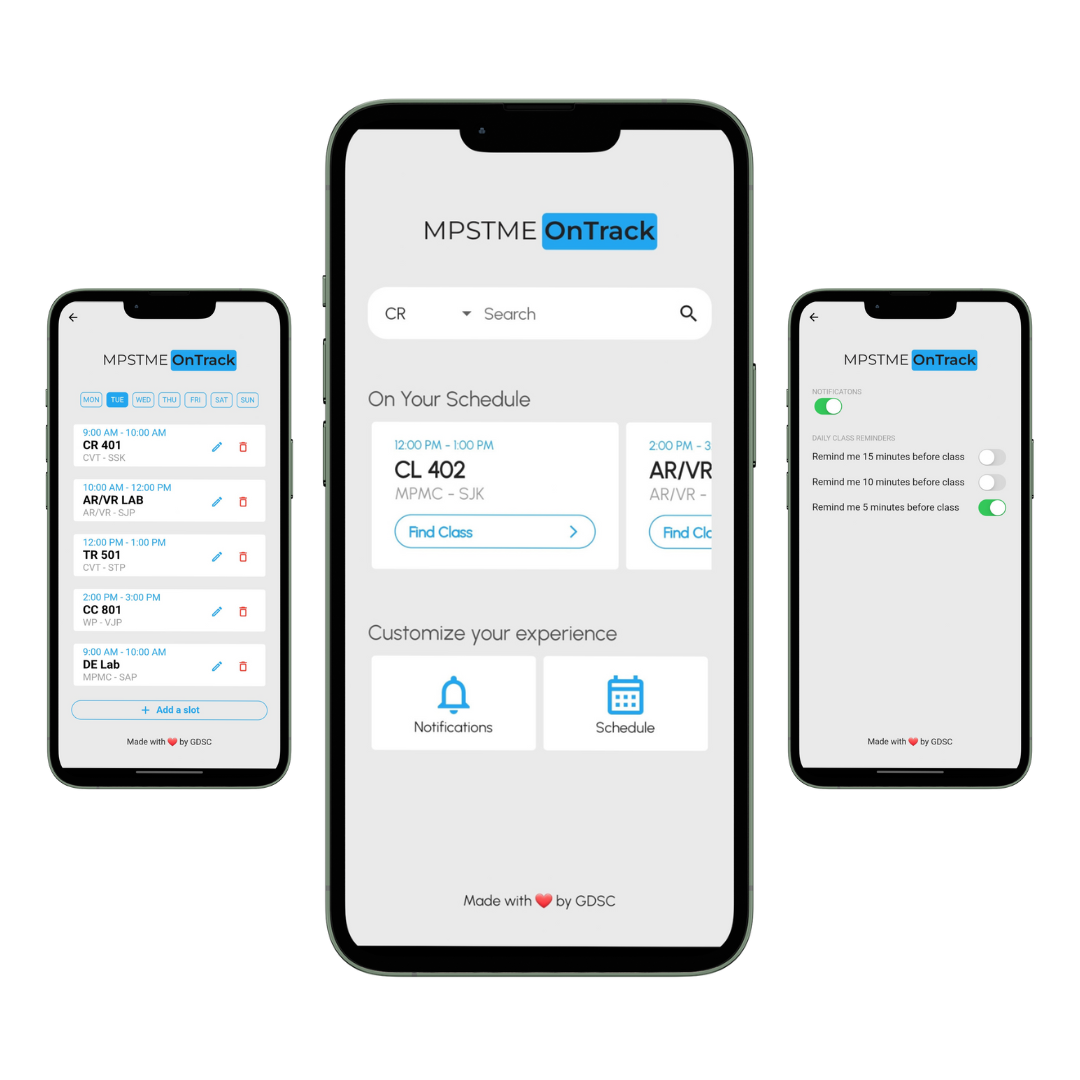 MPSTME OnTrack
MON TUE WED THU FRI SAT SUN
9:00 AM - 10:00 AM
CR 401
CVT - SSK
10:00 AM - 12:00 PM
AR/VR LAB
AR/VR - SJP
12:00 PM - 1:00 PM
TR 501
CVT - STP
2:00 PM - 3:00 PM
CC 801
WP - VJP
9:00 AM - 10:00 AM
DE Lab
MPMC - SAP
+ Add a slot
Made with ❤️ by GDSC
MPSTME OnTrack
CR Search
On Your Schedule
12:00 PM - 1:00 PM
CL 402
MPMC - SJK
Find Class
2:00 PM - 3
AR/VR
AR/VR -
Find Cla
Customize your experience
Notifications
Schedule
Made with ❤️ by GDSC
MPSTME OnTrack
NOTIFICATONS
DAILY CLASS REMINDERS
Remind me 15 minutes before class
Remind me 10 minutes before class
Remind me 5 minutes before class
Made with ❤️ by GDSC